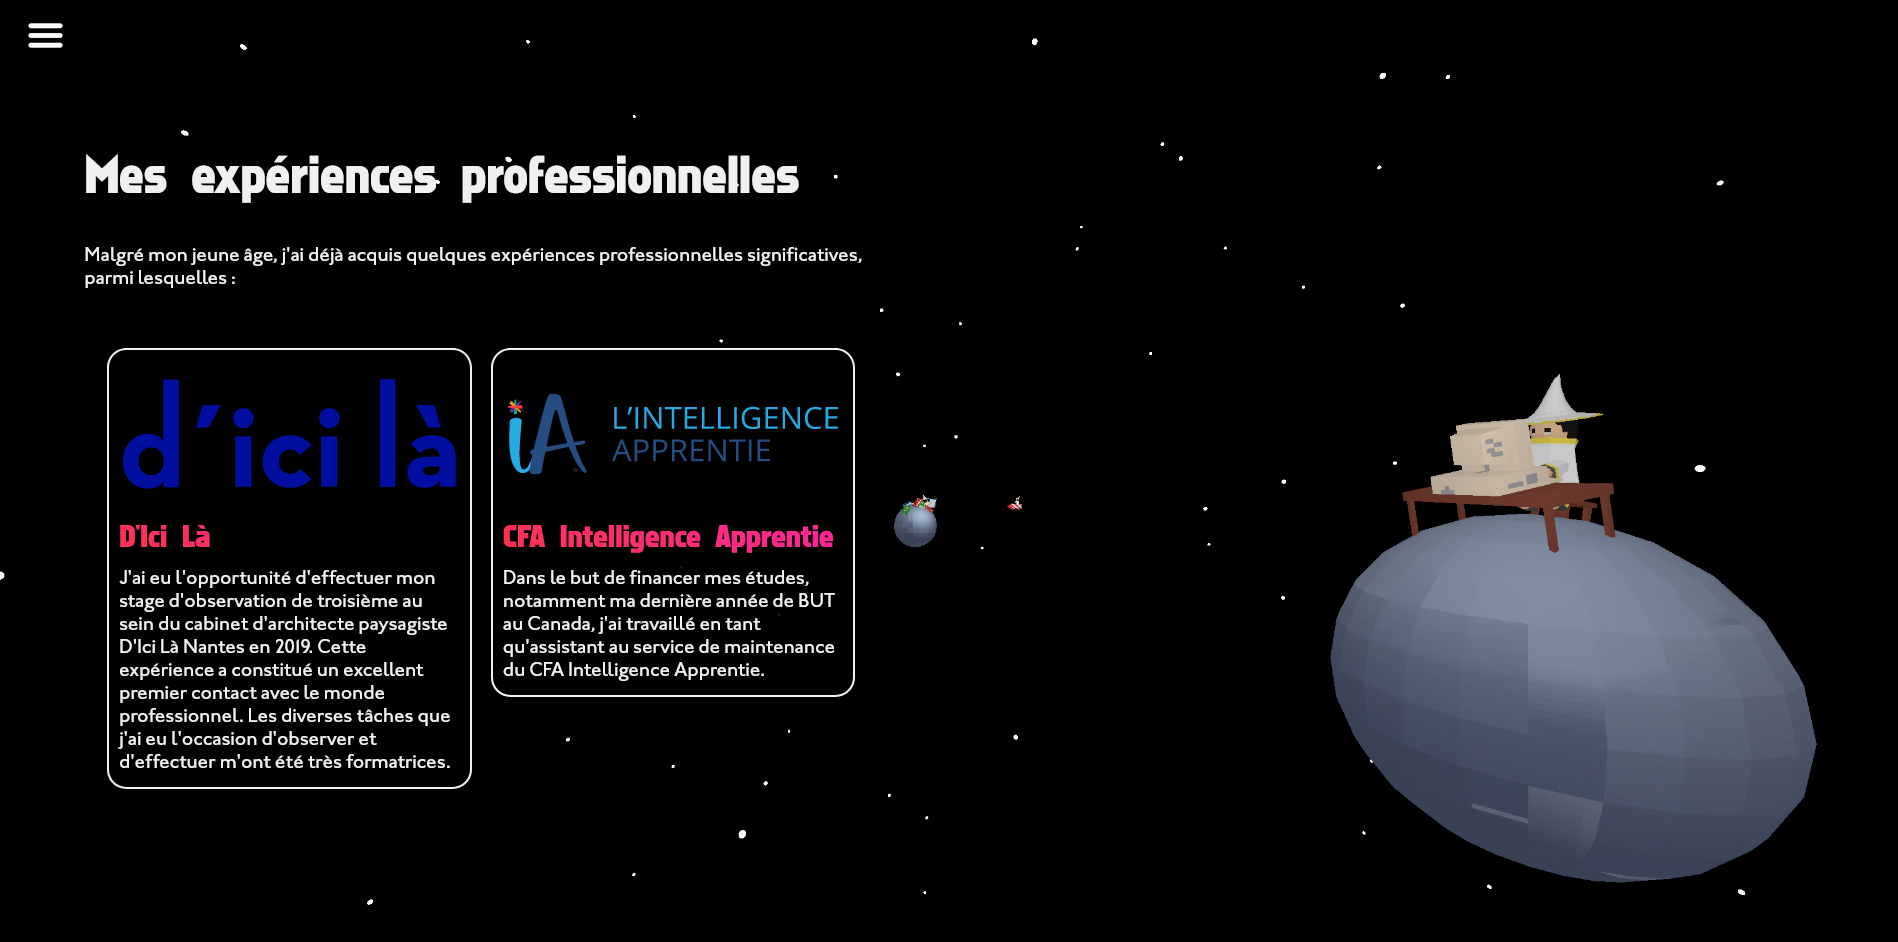 Mes expériences professionnelles
Malgré mon jeune âge, j'ai déjà acquis quelques expériences professionnelles significatives,
parmi lesquelles :
d'ici là
D'Ici Là
J'ai eu l'opportunité d'effectuer mon
stage d'observation de troisième au
sein du cabinet d'architecte paysagiste
D'Ici Là Nantes en 2019. Cette
expérience a constitué un excellent
premier contact avec le monde
professionnel. Les diverses tâches que
j'ai eu l'occasion d'observer et
d'effectuer m'ont été très formatrices.
iA
L'INTELLIGENCE
APPRENTIE
CFA Intelligence Apprentie
Dans le but de financer mes études,
notamment ma dernière année de BUT
au Canada, j'ai travaillé en tant
qu'assistant au service de maintenance
du CFA Intelligence Apprentie.